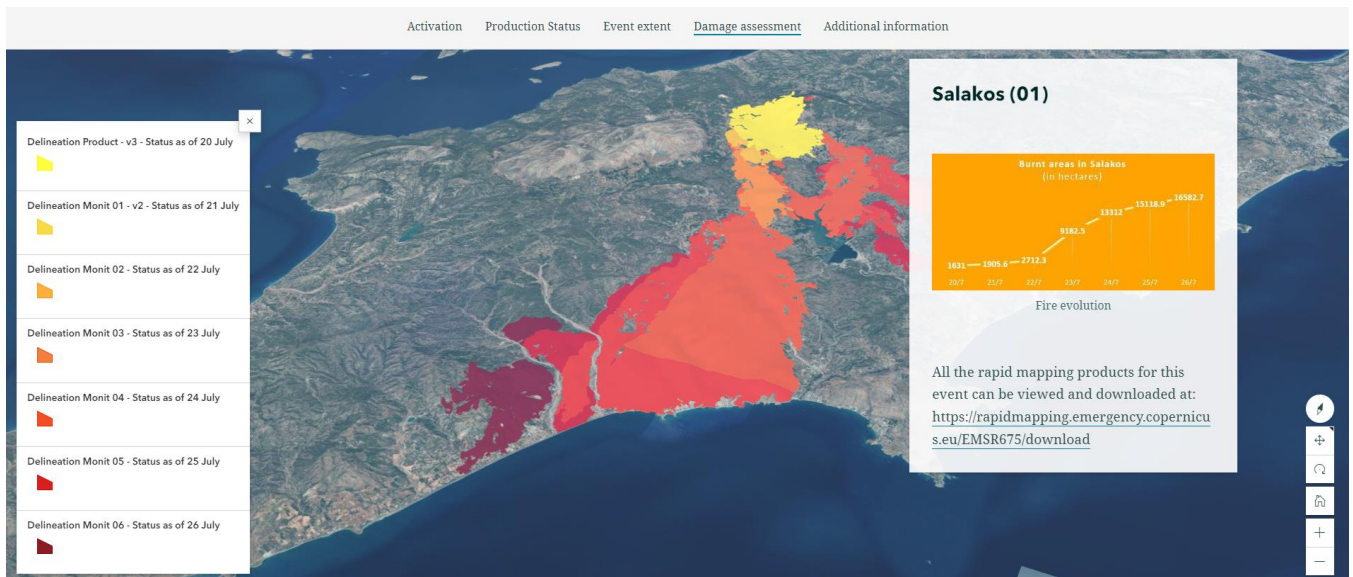 Activation Production Status Event extent Damage assessment Additional information
×
Delineation Product - v3 - Status as of 20 July
Delineation Monit 01 - v2 - Status as of 21 July
Delineation Monit 02 - Status as of 22 July
Delineation Monit 03 - Status as of 23 July
Delineation Monit 04 - Status as of 24 July
Delineation Monit 05 - Status as of 25 July
Delineation Monit 06 - Status as of 26 July
Salakos (01)
Burnt areas in Salakos
(in hectares)
1631 1905.6 2712.3 9182.5 13312 15118.9 16582.7
20/7 21/7 22/7 23/7 24/7 25/7 26/7
Fire evolution
All the rapid mapping products for this
event can be viewed and downloaded at:
https://rapidmapping.emergency.copernicu
s.eu/EMSR675/download